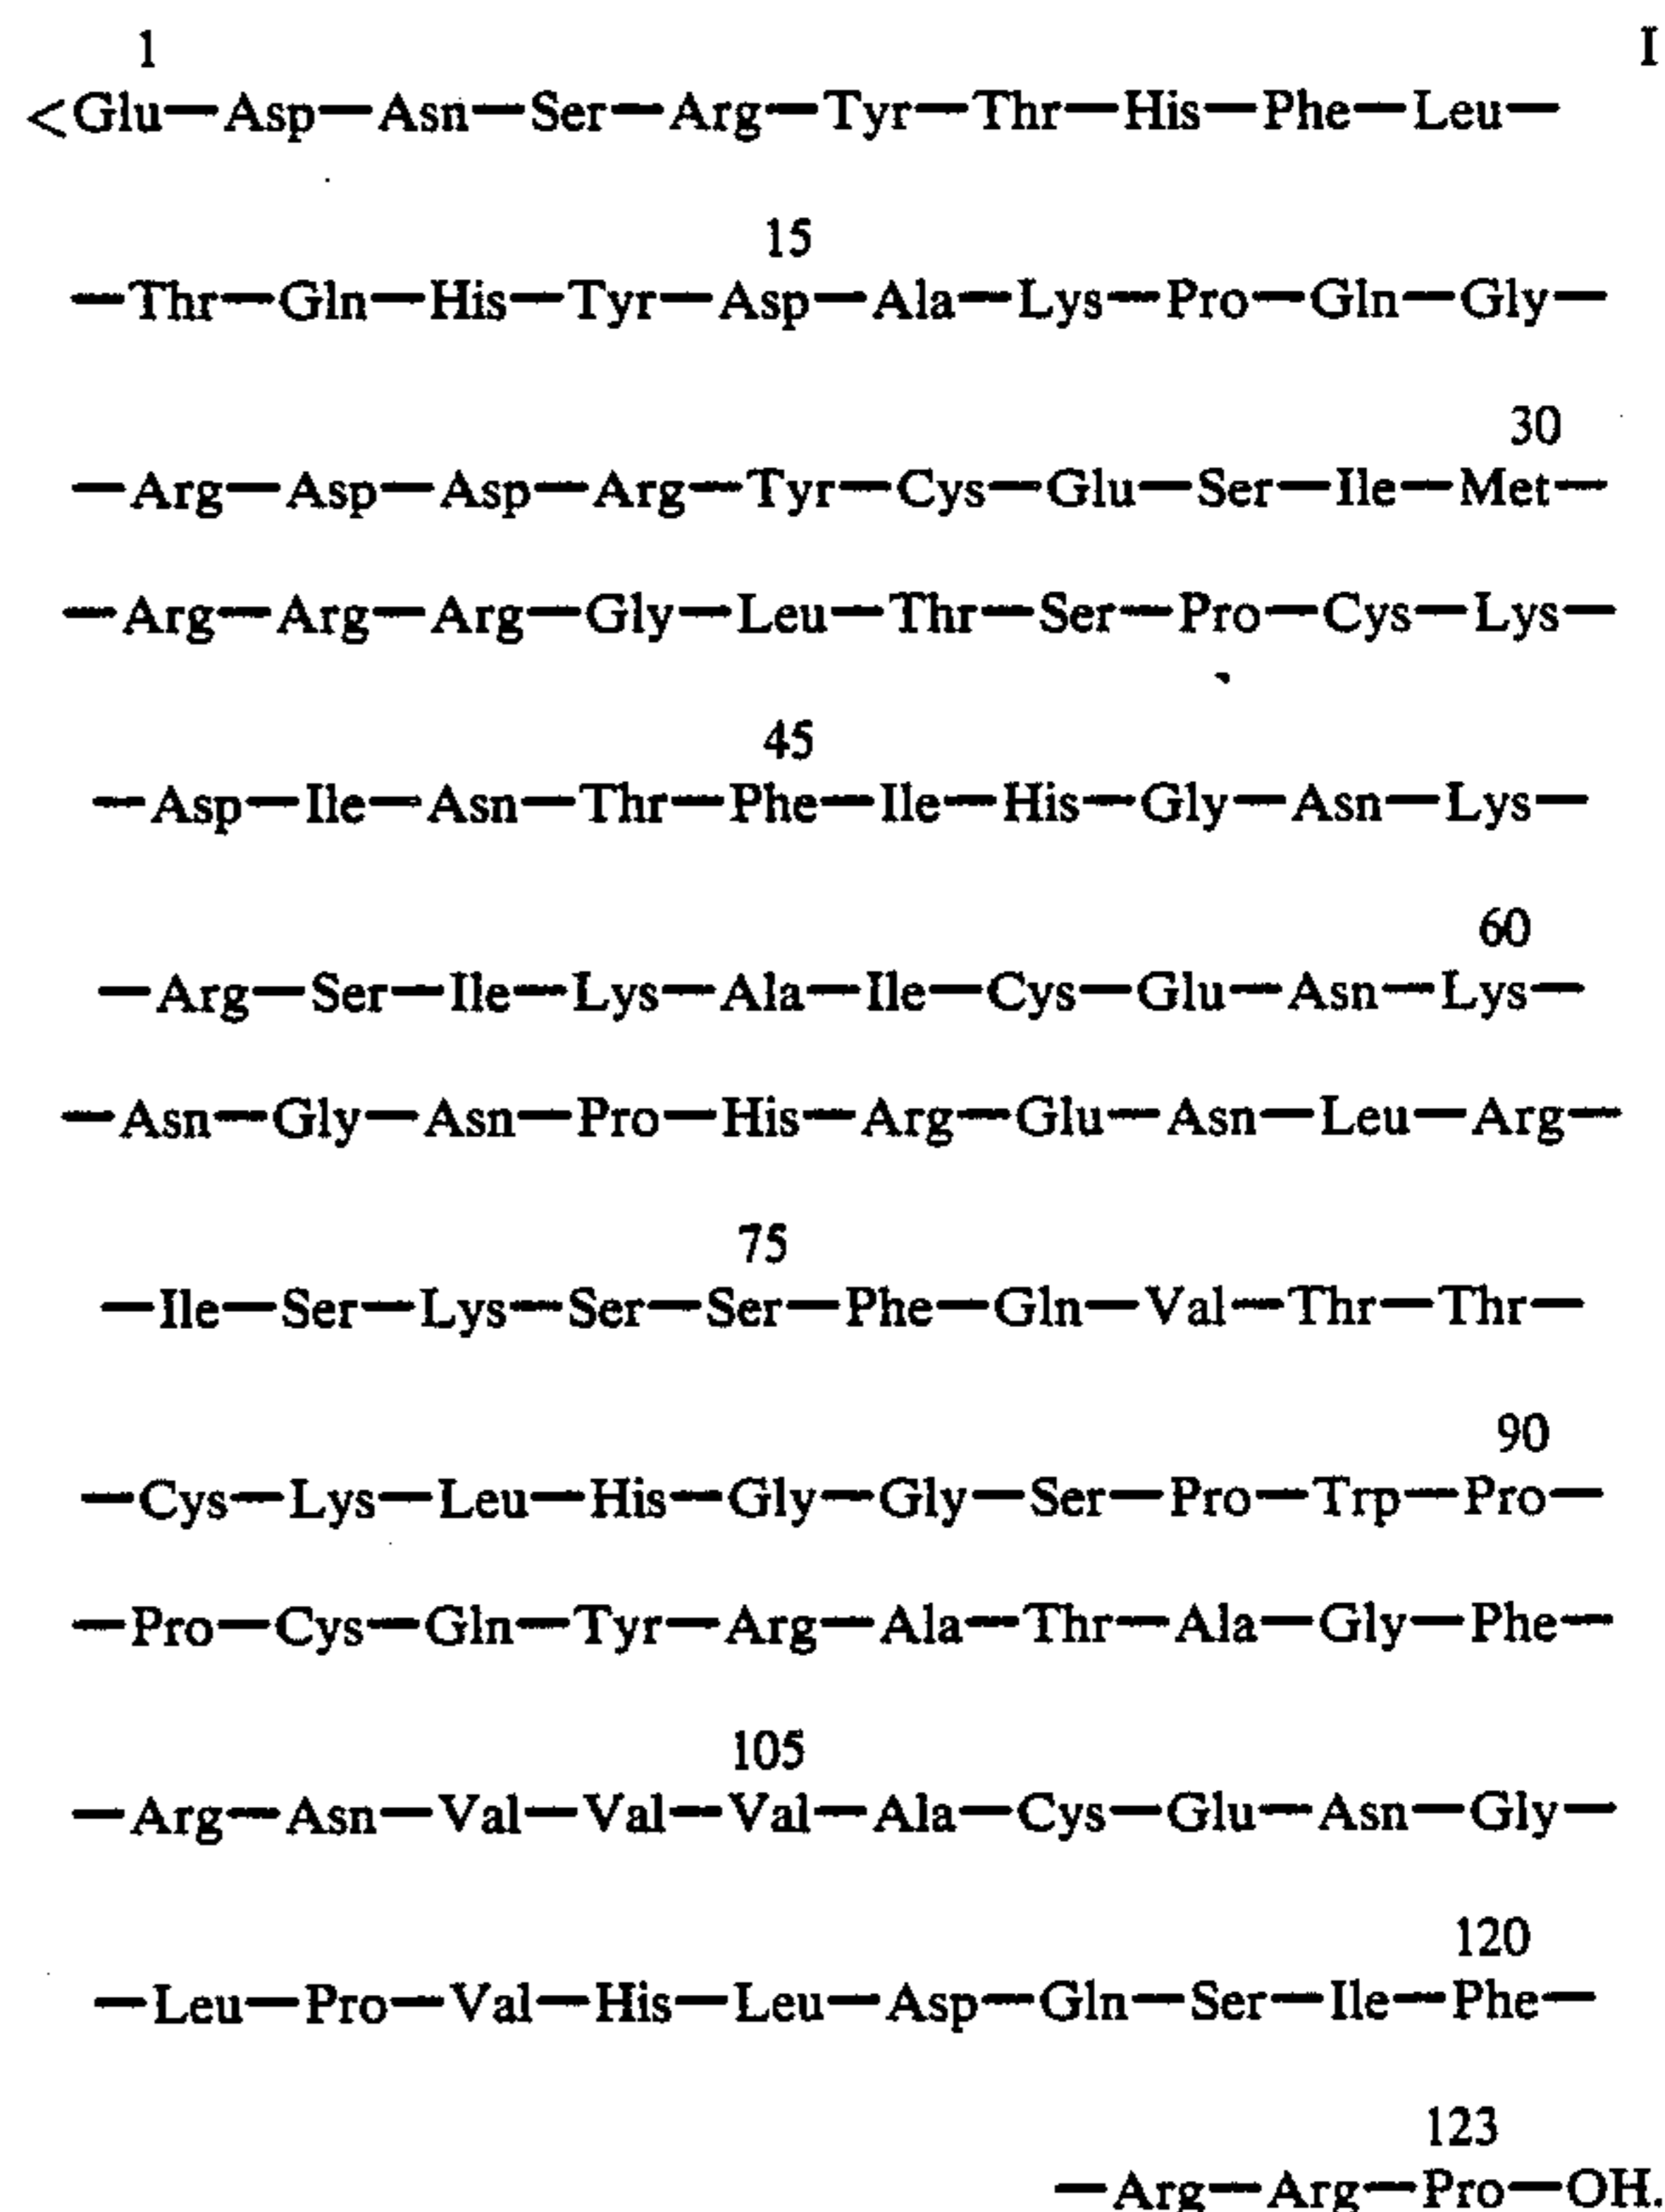 1 I
<Glu—Asp—Asn—Ser—Arg—Tyr—Thr—His—Phe—Leu—
15
—Thr—Gln—His—Tyr—Asp—Ala—Lys—Pro—Gln—Gly—
30
—Arg—Asp—Asp—Arg—Tyr—Cys—Glu—Ser—Ile—Met—
—Arg—Arg—Arg—Gly—Leu—Thr—Ser—Pro—Cys—Lys—
45
—Asp—Ile—Asn—Thr—Phe—Ile—His—Gly—Asn—Lys—
60
—Arg—Ser—Ile—Lys—Ala—Ile—Cys—Glu—Asn—Lys—
—Asn—Gly—Asn—Pro—His—Arg—Glu—Asn—Leu—Arg—
75
—Ile—Ser—Lys—Ser—Ser—Phe—Gln—Val—Thr—Thr—
90
—Cys—Lys—Leu—His—Gly—Gly—Ser—Pro—Trp—Pro—
—Pro—Cys—Gln—Tyr—Arg—Ala—Thr—Ala—Gly—Phe—
105
—Arg—Asn—Val—Val—Val—Ala—Cys—Glu—Asn—Gly—
120
—Leu—Pro—Val—His—Leu—Asp—Gln—Ser—Ile—Phe—
123
—Arg—Arg—Pro—OH.